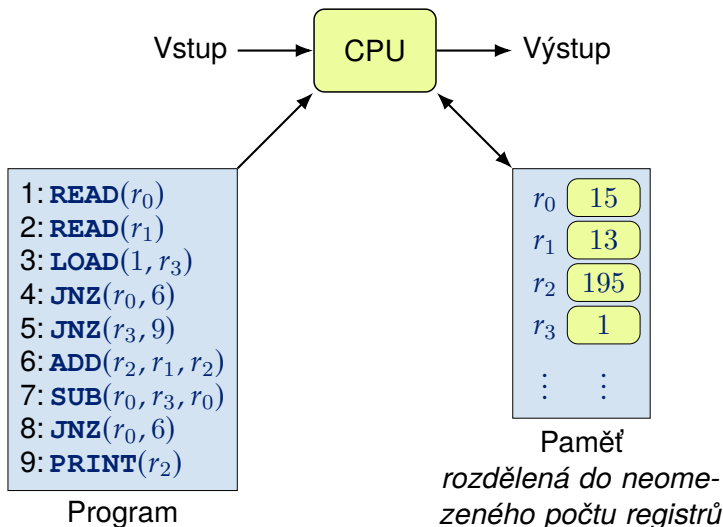 Vstup
CPU
Výstup
1: READ(r₀)
2: READ(r₁)
3: LOAD(1, r₃)
4: JNZ(r₀, 6)
5: JNZ(r₃, 9)
6: ADD(r₂, r₁, r₂)
7: SUB(r₀, r₃, r₀)
8: JNZ(r₀, 6)
9: PRINT(r₂)
Program
r₀ 15
r₁ 13
r₂ 195
r₃ 1
⋮ ⋮
Paměť
rozdělená do neome-
zeného počtu registrů